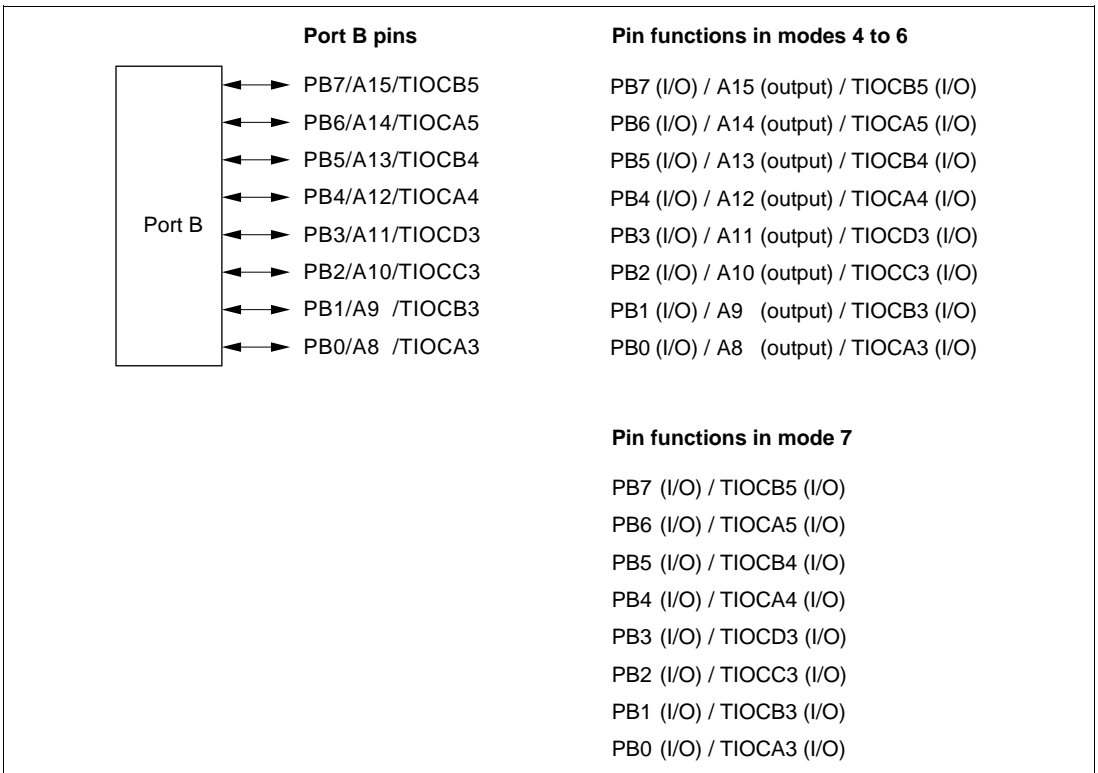 Port B pins
Pin functions in modes 4 to 6
Port B
PB7/A15/TIOCB5
PB7 (I/O) / A15 (output) / TIOCB5 (I/O)
PB6/A14/TIOCA5
PB6 (I/O) / A14 (output) / TIOCA5 (I/O)
PB5/A13/TIOCB4
PB5 (I/O) / A13 (output) / TIOCB4 (I/O)
PB4/A12/TIOCA4
PB4 (I/O) / A12 (output) / TIOCA4 (I/O)
PB3/A11/TIOCD3
PB3 (I/O) / A11 (output) / TIOCD3 (I/O)
PB2/A10/TIOCC3
PB2 (I/O) / A10 (output) / TIOCC3 (I/O)
PB1/A9 /TIOCB3
PB1 (I/O) / A9 (output) / TIOCB3 (I/O)
PB0/A8 /TIOCA3
PB0 (I/O) / A8 (output) / TIOCA3 (I/O)
Pin functions in mode 7
PB7 (I/O) / TIOCB5 (I/O)
PB6 (I/O) / TIOCA5 (I/O)
PB5 (I/O) / TIOCB4 (I/O)
PB4 (I/O) / TIOCA4 (I/O)
PB3 (I/O) / TIOCD3 (I/O)
PB2 (I/O) / TIOCC3 (I/O)
PB1 (I/O) / TIOCB3 (I/O)
PB0 (I/O) / TIOCA3 (I/O)